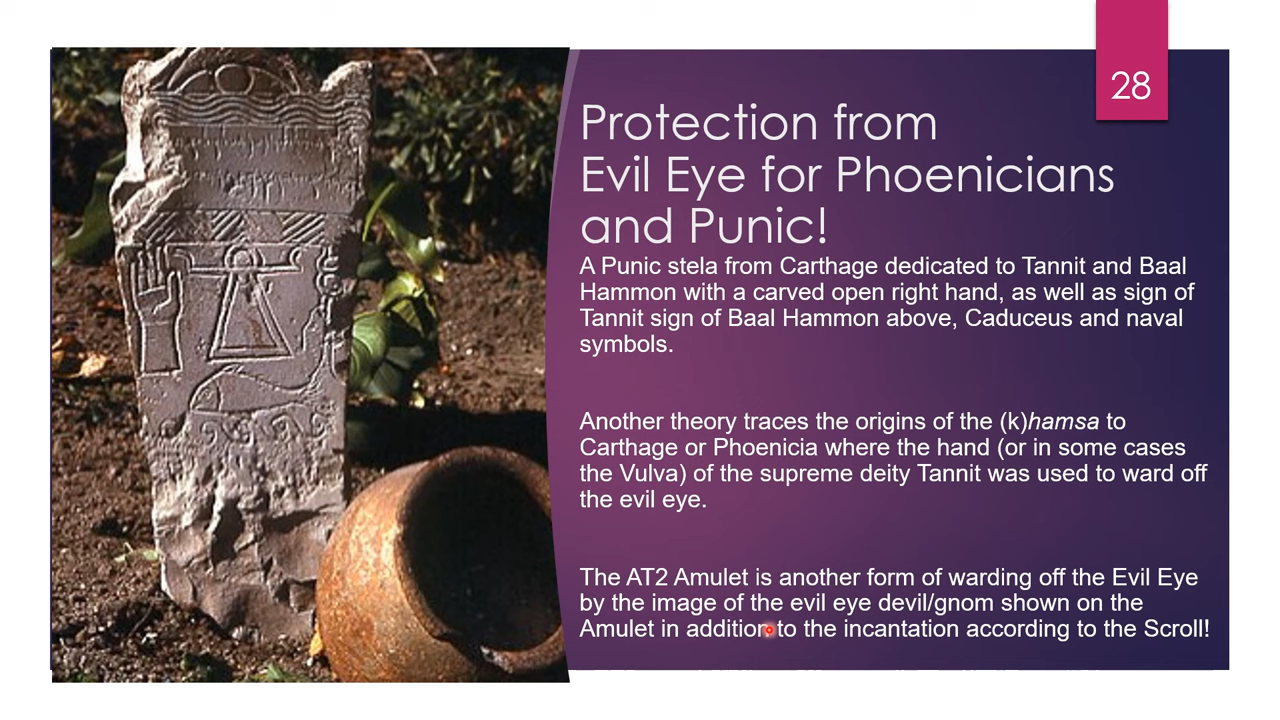 28
Protection from
Evil Eye for Phoenicians
and Punic!
A Punic stela from Carthage dedicated to Tannit and Baal
Hammon with a carved open right hand, as well as sign of
Tannit sign of Baal Hammon above, Caduceus and naval
symbols.
Another theory traces the origins of the (k)hamsa to
Carthage or Phoenicia where the hand (or in some cases
the Vulva) of the supreme deity Tannit was used to ward off
the evil eye.
The AT2 Amulet is another form of warding off the Evil Eye
by the image of the evil eye devil/gnom shown on the
Amulet in addition to the incantation according to the Scroll!